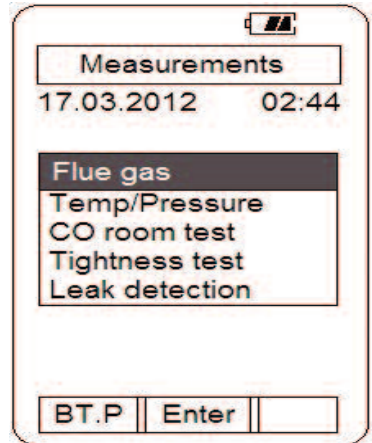 Measurements
17.03.2012 02:44
Flue gas
Temp/Pressure
CO room test
Tightness test
Leak detection
BT.P Enter